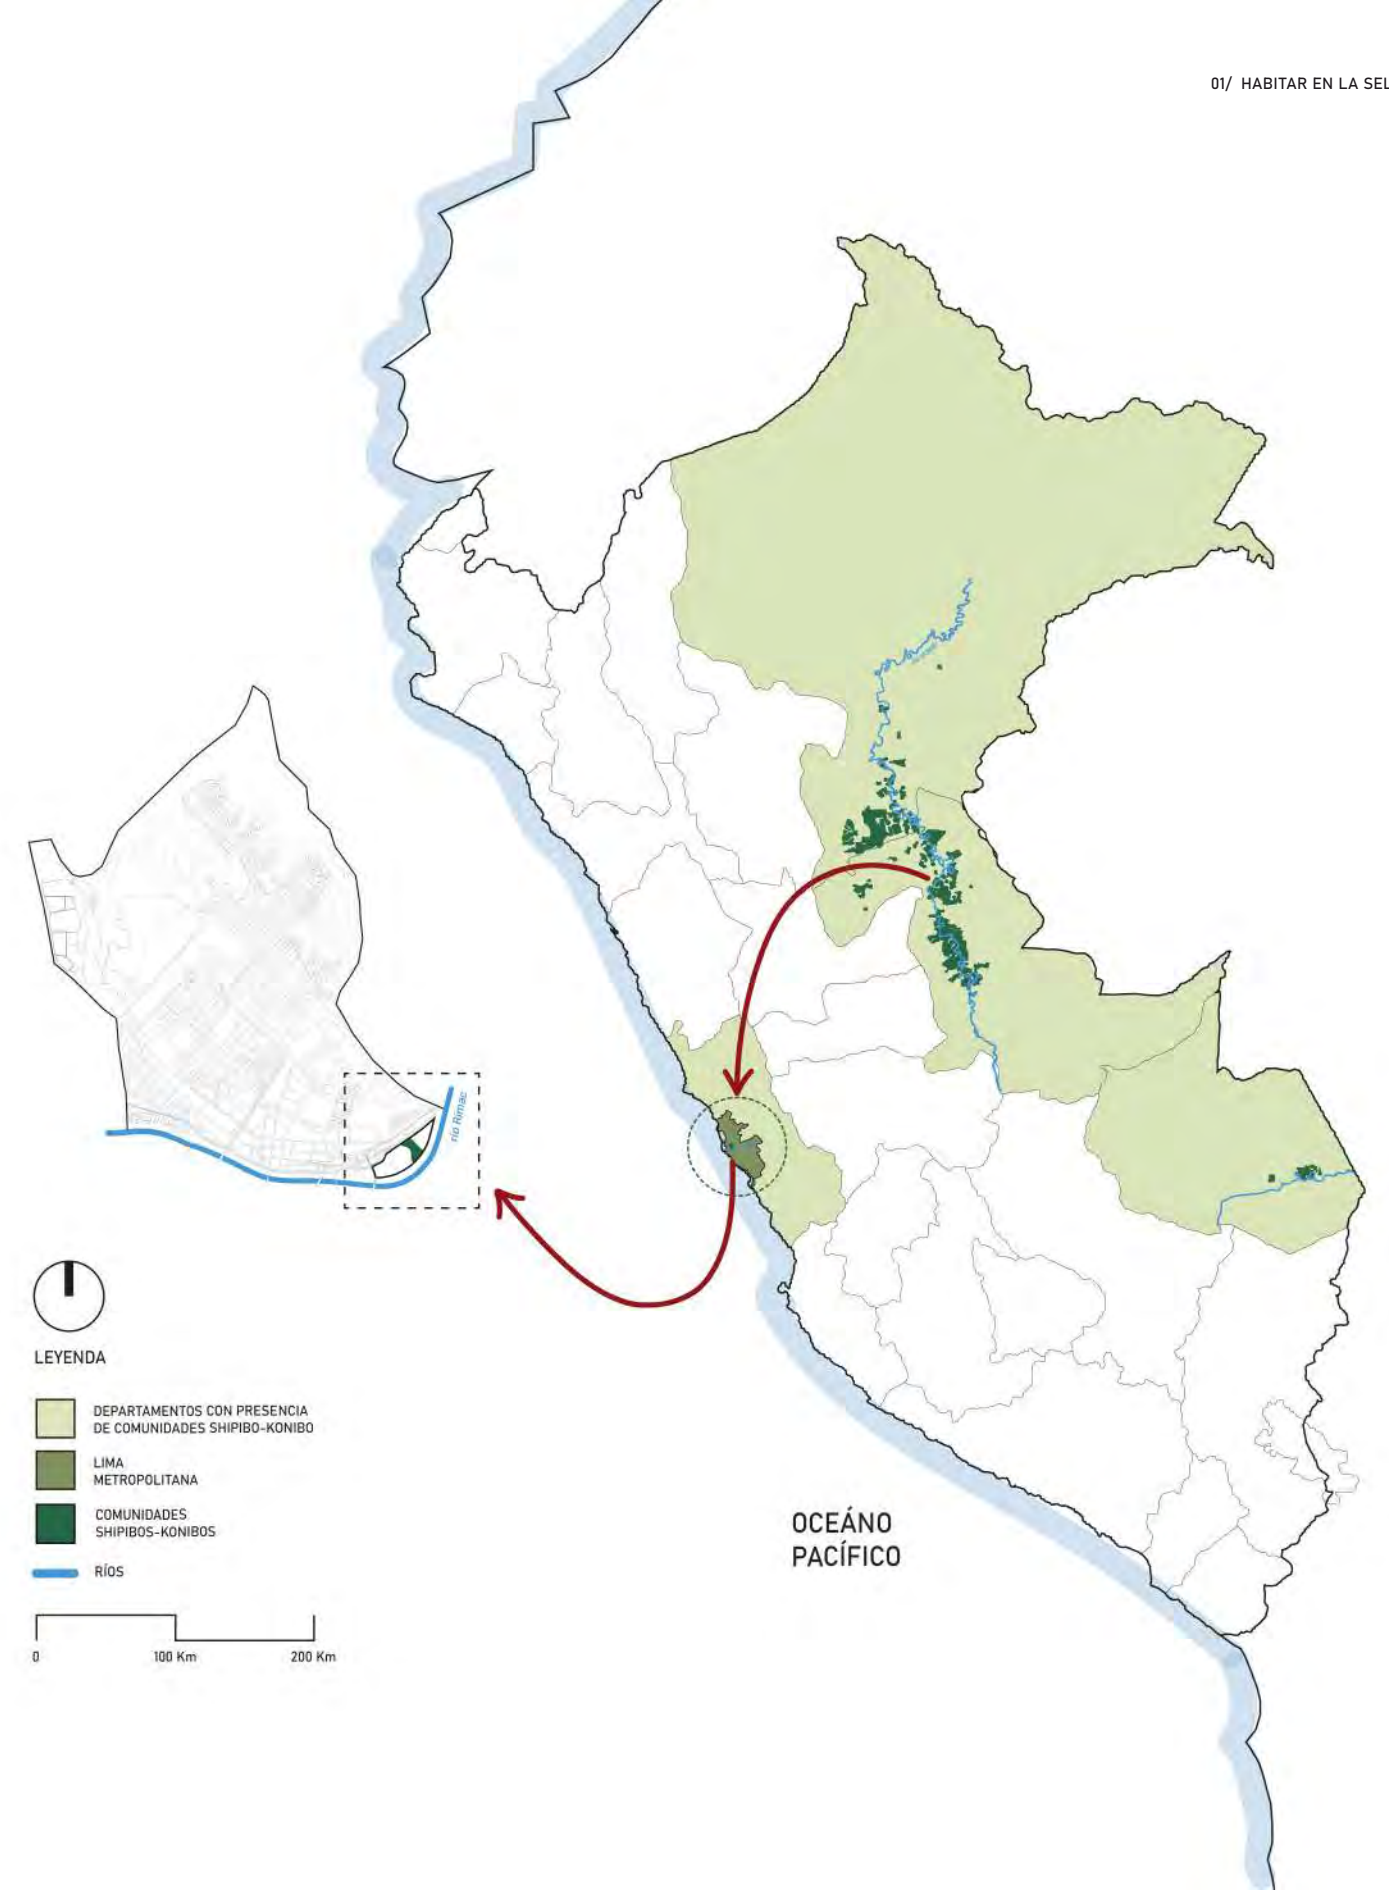 01/ HABITAR EN LA SEL
río Rímac
LEYENDA
DEPARTAMENTOS CON PRESENCIA
DE COMUNIDADES SHIPIBO-KONIBO
LIMA
METROPOLITANA
COMUNIDADES
SHIPIBOS-KONIBOS
RÍOS
0 100 Km 200 Km
OCEÁNO
PACÍFICO